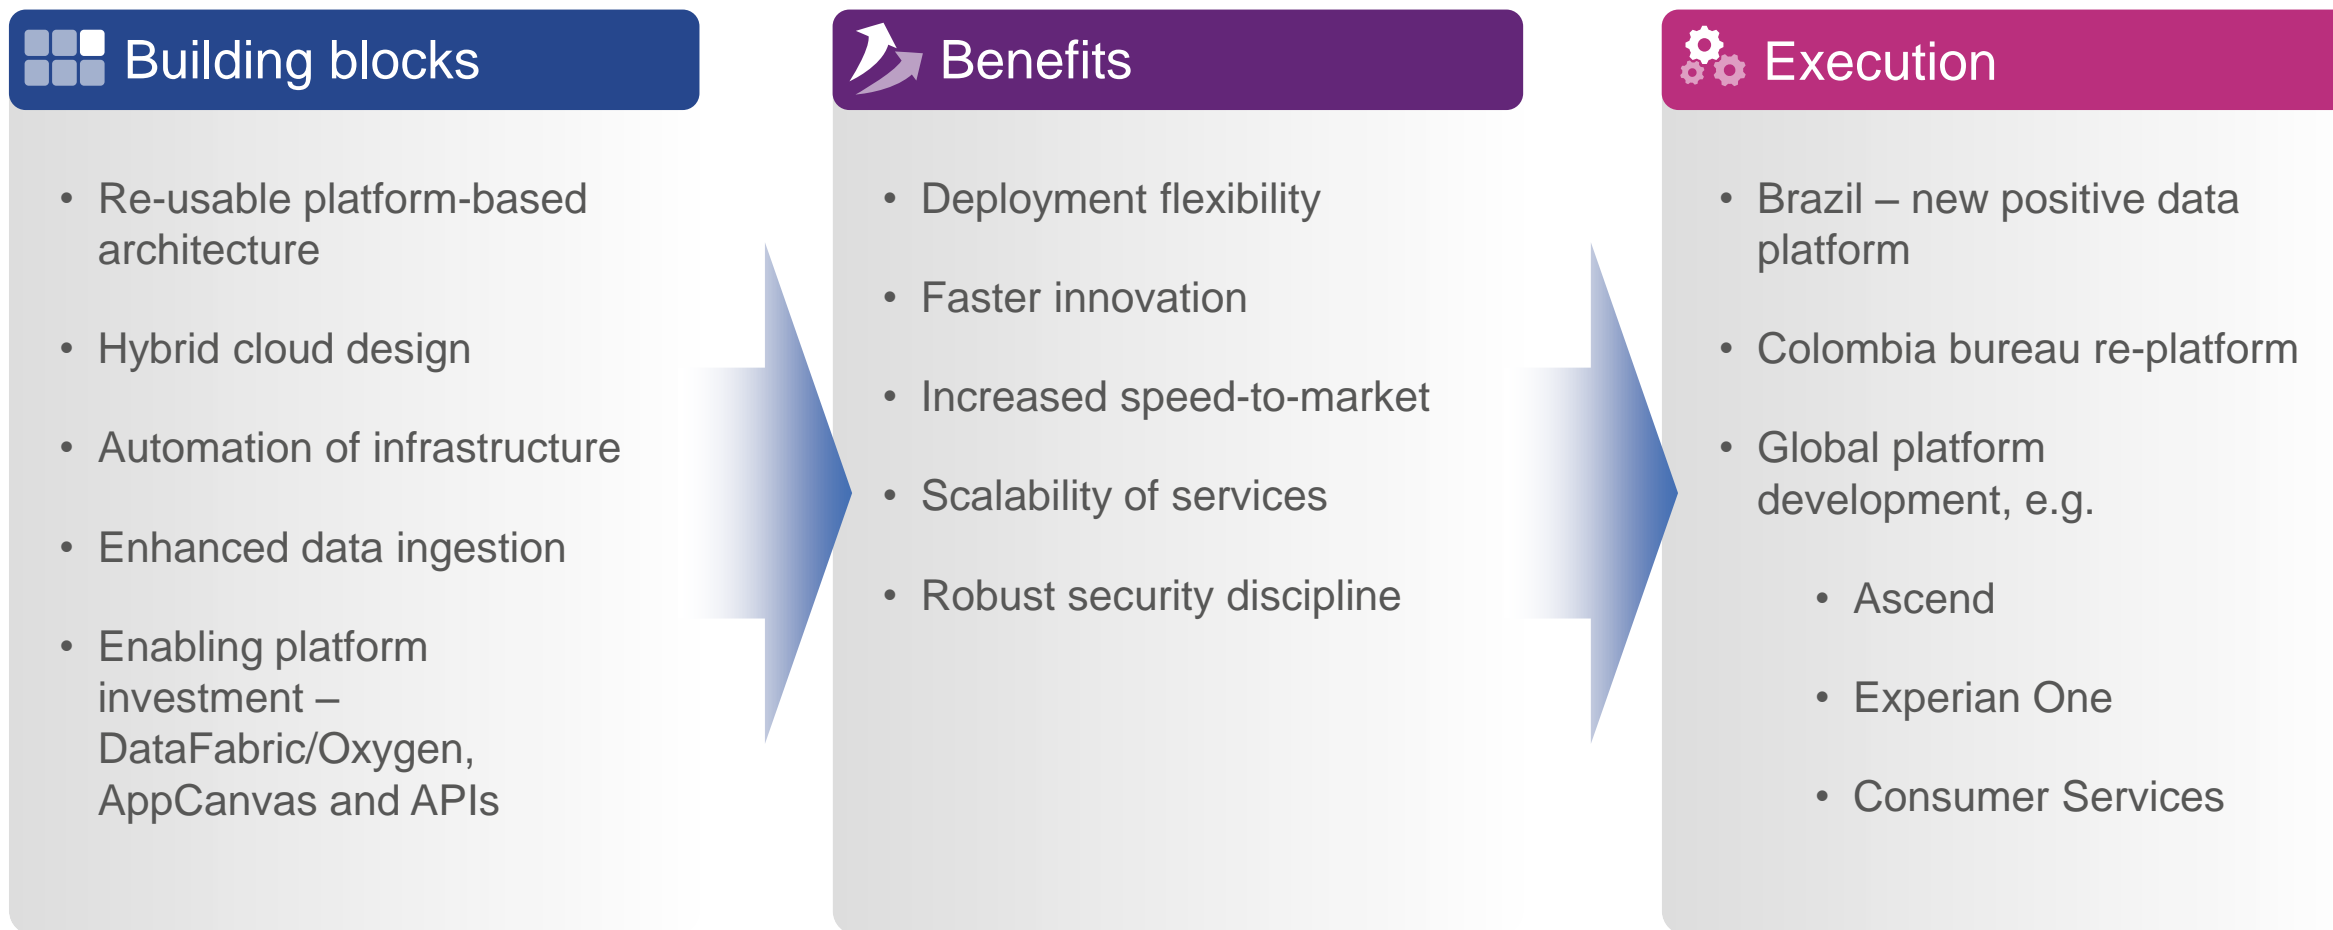 Building blocks
• Re-usable platform-based
architecture
• Hybrid cloud design
• Automation of infrastructure
• Enhanced data ingestion
• Enabling platform
investment –
DataFabric/Oxygen,
AppCanvas and APIs
Benefits
• Deployment flexibility
• Faster innovation
• Increased speed-to-market
• Scalability of services
• Robust security discipline
Execution
• Brazil – new positive data
platform
• Colombia bureau re-platform
• Global platform
development, e.g.
• Ascend
• Experian One
• Consumer Services